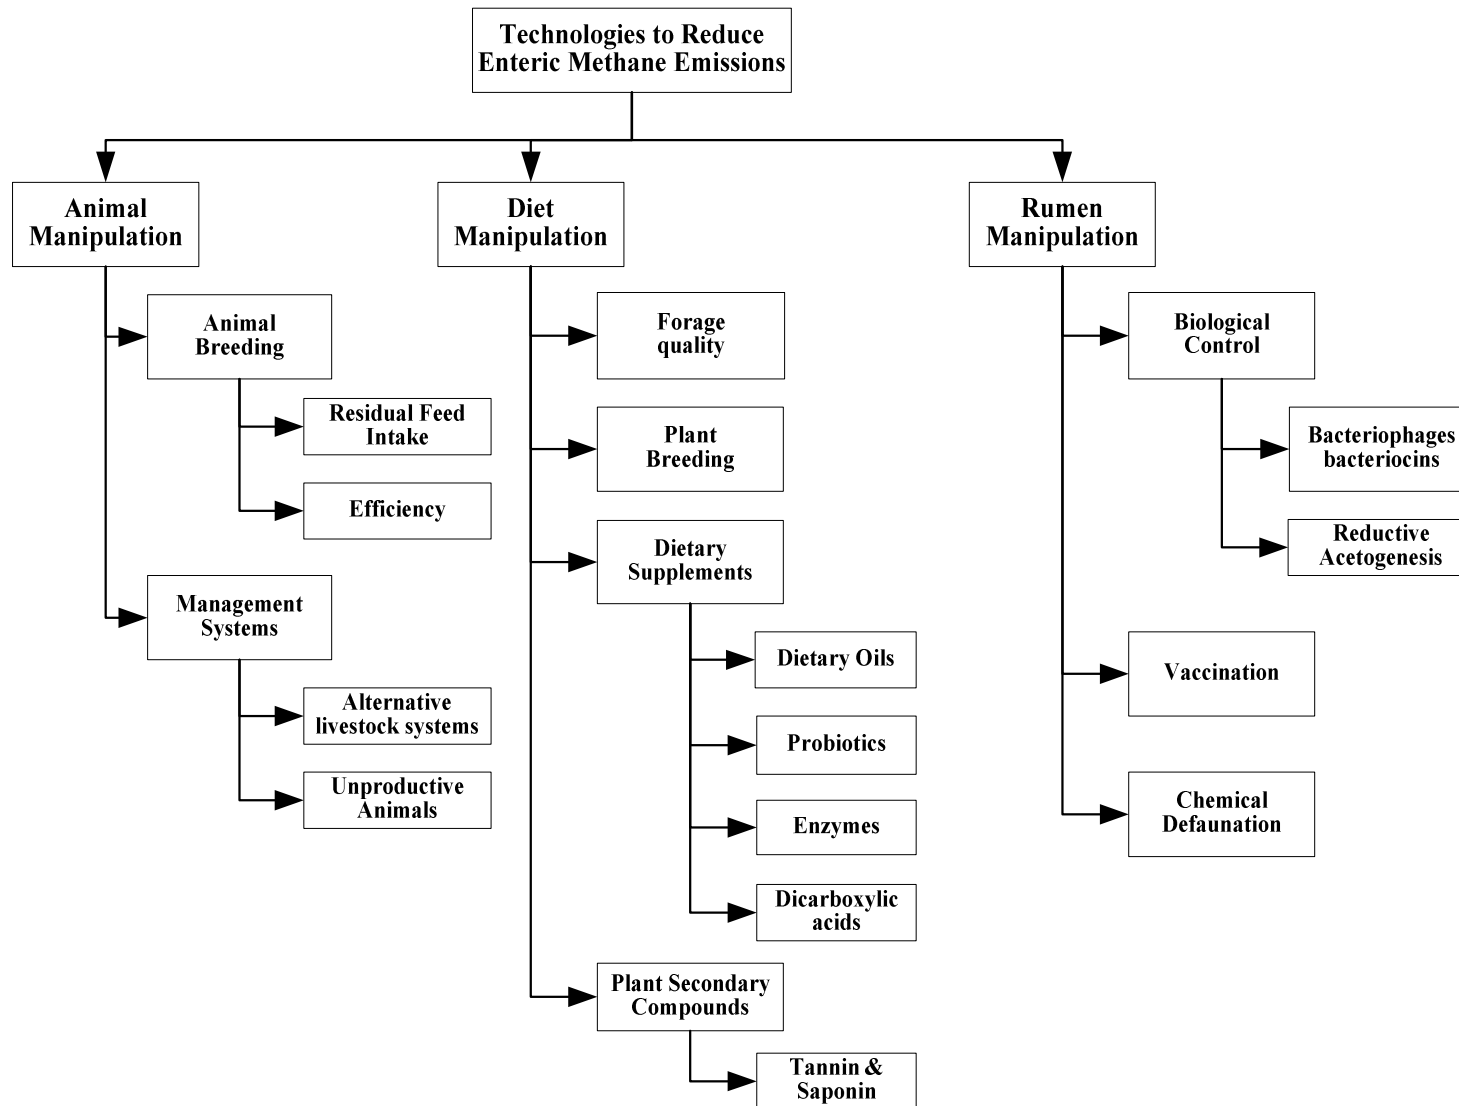 Technologies to Reduce
Enteric Methane Emissions
Animal
Manipulation
Animal
Breeding
Residual Feed
Intake
Efficiency
Management
Systems
Alternative
livestock systems
Unproductive
Animals
Diet
Manipulation
Forage
quality
Plant
Breeding
Dietary
Supplements
Dietary Oils
Probiotics
Enzymes
Dicarboxylic
acids
Plant Secondary
Compounds
Tannin &
Saponin
Rumen
Manipulation
Biological
Control
Bacteriophages
bacteriocins
Reductive
Acetogenesis
Vaccination
Chemical
Defaunation